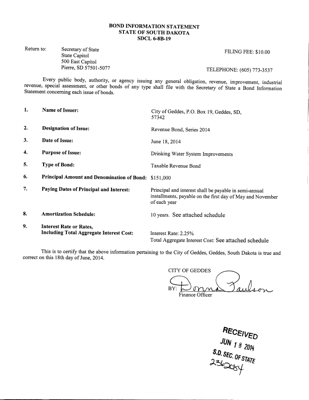 BOND INFORMATION STATEMENT
STATE OF SOUTH DAKOTA
SDCL 6-8B-19
Return to: Secretary of State FILING FEE: $10.00
State Capitol
500 East Capitol
Pierre, SD 57501-5077 TELEPHONE: (605) 773-3537
Every public body, authority, or agency issuing any general obligation, revenue, improvement, industrial
revenue, special assessment, or other bonds of any type shall file with the Secretary of State a Bond Information
Statement concerning each issue of bonds.
1. Name of Issuer: City of Geddes, P.O. Box 19, Geddes, SD,
57342
2. Designation of Issue: Revenue Bond, Series 2014
3. Date of Issue: June 18, 2014
4. Purpose of Issue: Drinking Water System Improvements
5. Type of Bond: Taxable Revenue Bond
6. Principal Amount and Denomination of Bond: $151,000
7. Paying Dates of Principal and Interest: Principal and interest shall be payable in semi-annual
installments, payable on the first day of May and November
of each year
8. Amortization Schedule: 10 years. See attached schedule
9. Interest Rate or Rates,
Including Total Aggregate Interest Cost: Interest Rate: 2.25%
Total Aggregate Interest Cost: See attached schedule
This is to certify that the above information pertaining to the City of Geddes, Geddes, South Dakota is true and
correct on this 18th day of June, 2014.
CITY OF GEDDES
BY: Donna Paulson
Finance Officer
RECEIVED
JUN 18 2014
S.D. SEC. OF STATE